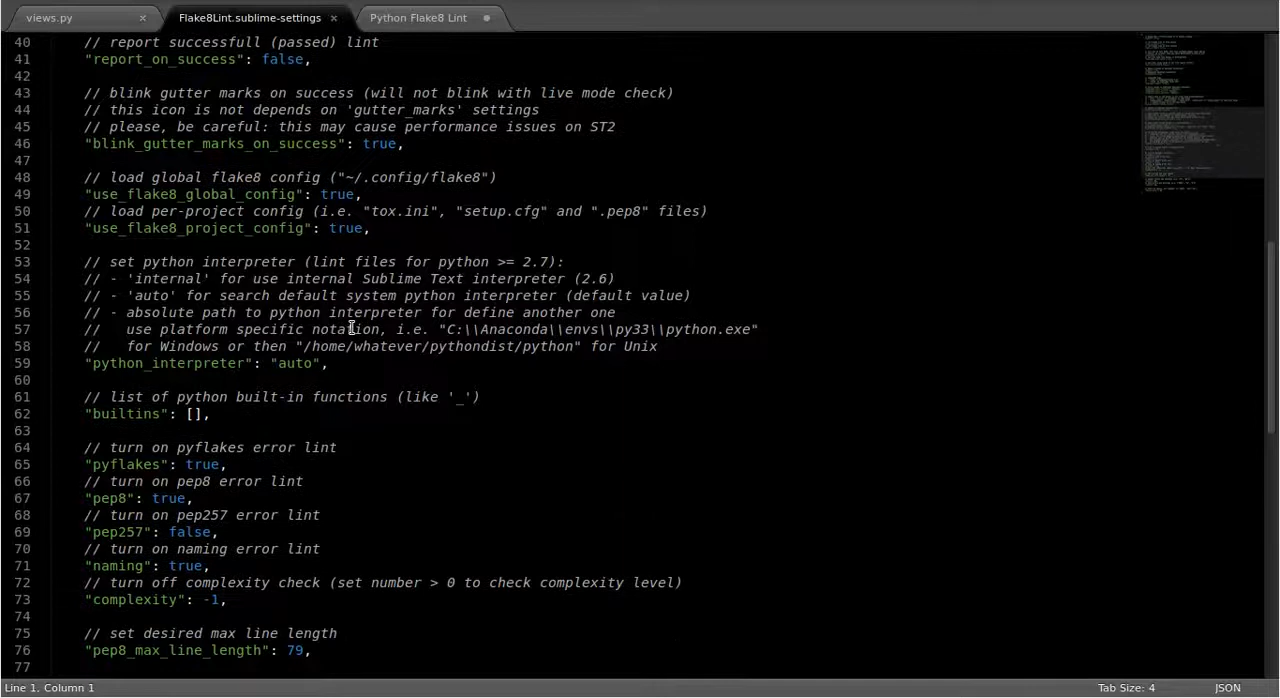 views.py × Flake8Lint.sublime-settings × Python Flake8 Lint
40 // report successfull (passed) lint
41 "report_on_success": false,
42
43 // blink gutter marks on success (will not blink with live mode check)
44 // this icon is not depends on 'gutter_marks' settings
45 // please, be careful: this may cause performance issues on ST2
46 "blink_gutter_marks_on_success": true,
47
48 // load global flake8 config ("~/.config/flake8")
49 "use_flake8_global_config": true,
50 // load per-project config (i.e. "tox.ini", "setup.cfg" and ".pep8" files)
51 "use_flake8_project_config": true,
52
53 // set python interpreter (lint files for python >= 2.7):
54 // - 'internal' for use internal Sublime Text interpreter (2.6)
55 // - 'auto' for search default system python interpreter (default value)
56 // - absolute path to python interpreter for define another one
57 //   use platform specific notation, i.e. "C:\\Anaconda\\envs\\py33\\python.exe"
58 //   for Windows or then "/home/whatever/pythondist/python" for Unix
59 "python_interpreter": "auto",
60
61 // list of python built-in functions (like '_')
62 "builtins": [],
63
64 // turn on pyflakes error lint
65 "pyflakes": true,
66 // turn on pep8 error lint
67 "pep8": true,
68 // turn on pep257 error lint
69 "pep257": false,
70 // turn on naming error lint
71 "naming": true,
72 // turn off complexity check (set number > 0 to check complexity level)
73 "complexity": -1,
74
75 // set desired max line length
76 "pep8_max_line_length": 79,
77
Line 1, Column 1 Tab Size: 4 JSON